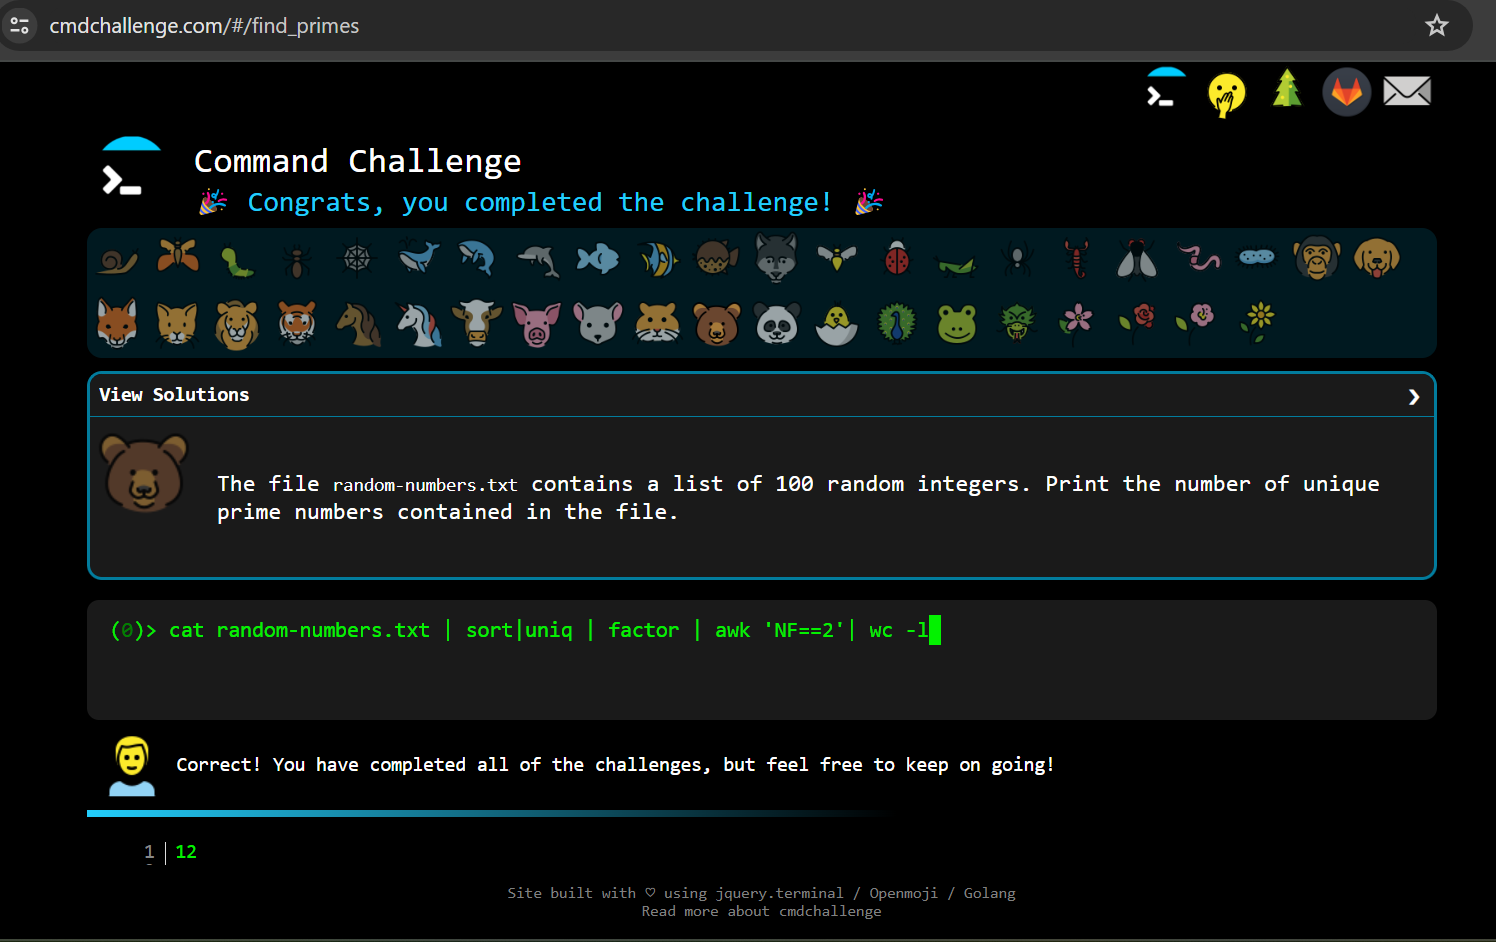 cmdchallenge.com/#/find_primes
Command Challenge
Congrats, you completed the challenge!
View Solutions
The file random-numbers.txt contains a list of 100 random integers. Print the number of unique
prime numbers contained in the file.
(0)> cat random-numbers.txt | sort|uniq | factor | awk 'NF==2'| wc -l
Correct! You have completed all of the challenges, but feel free to keep on going!
1 12
Site built with ♡ using jquery.terminal / Openmoji / Golang
Read more about cmdchallenge